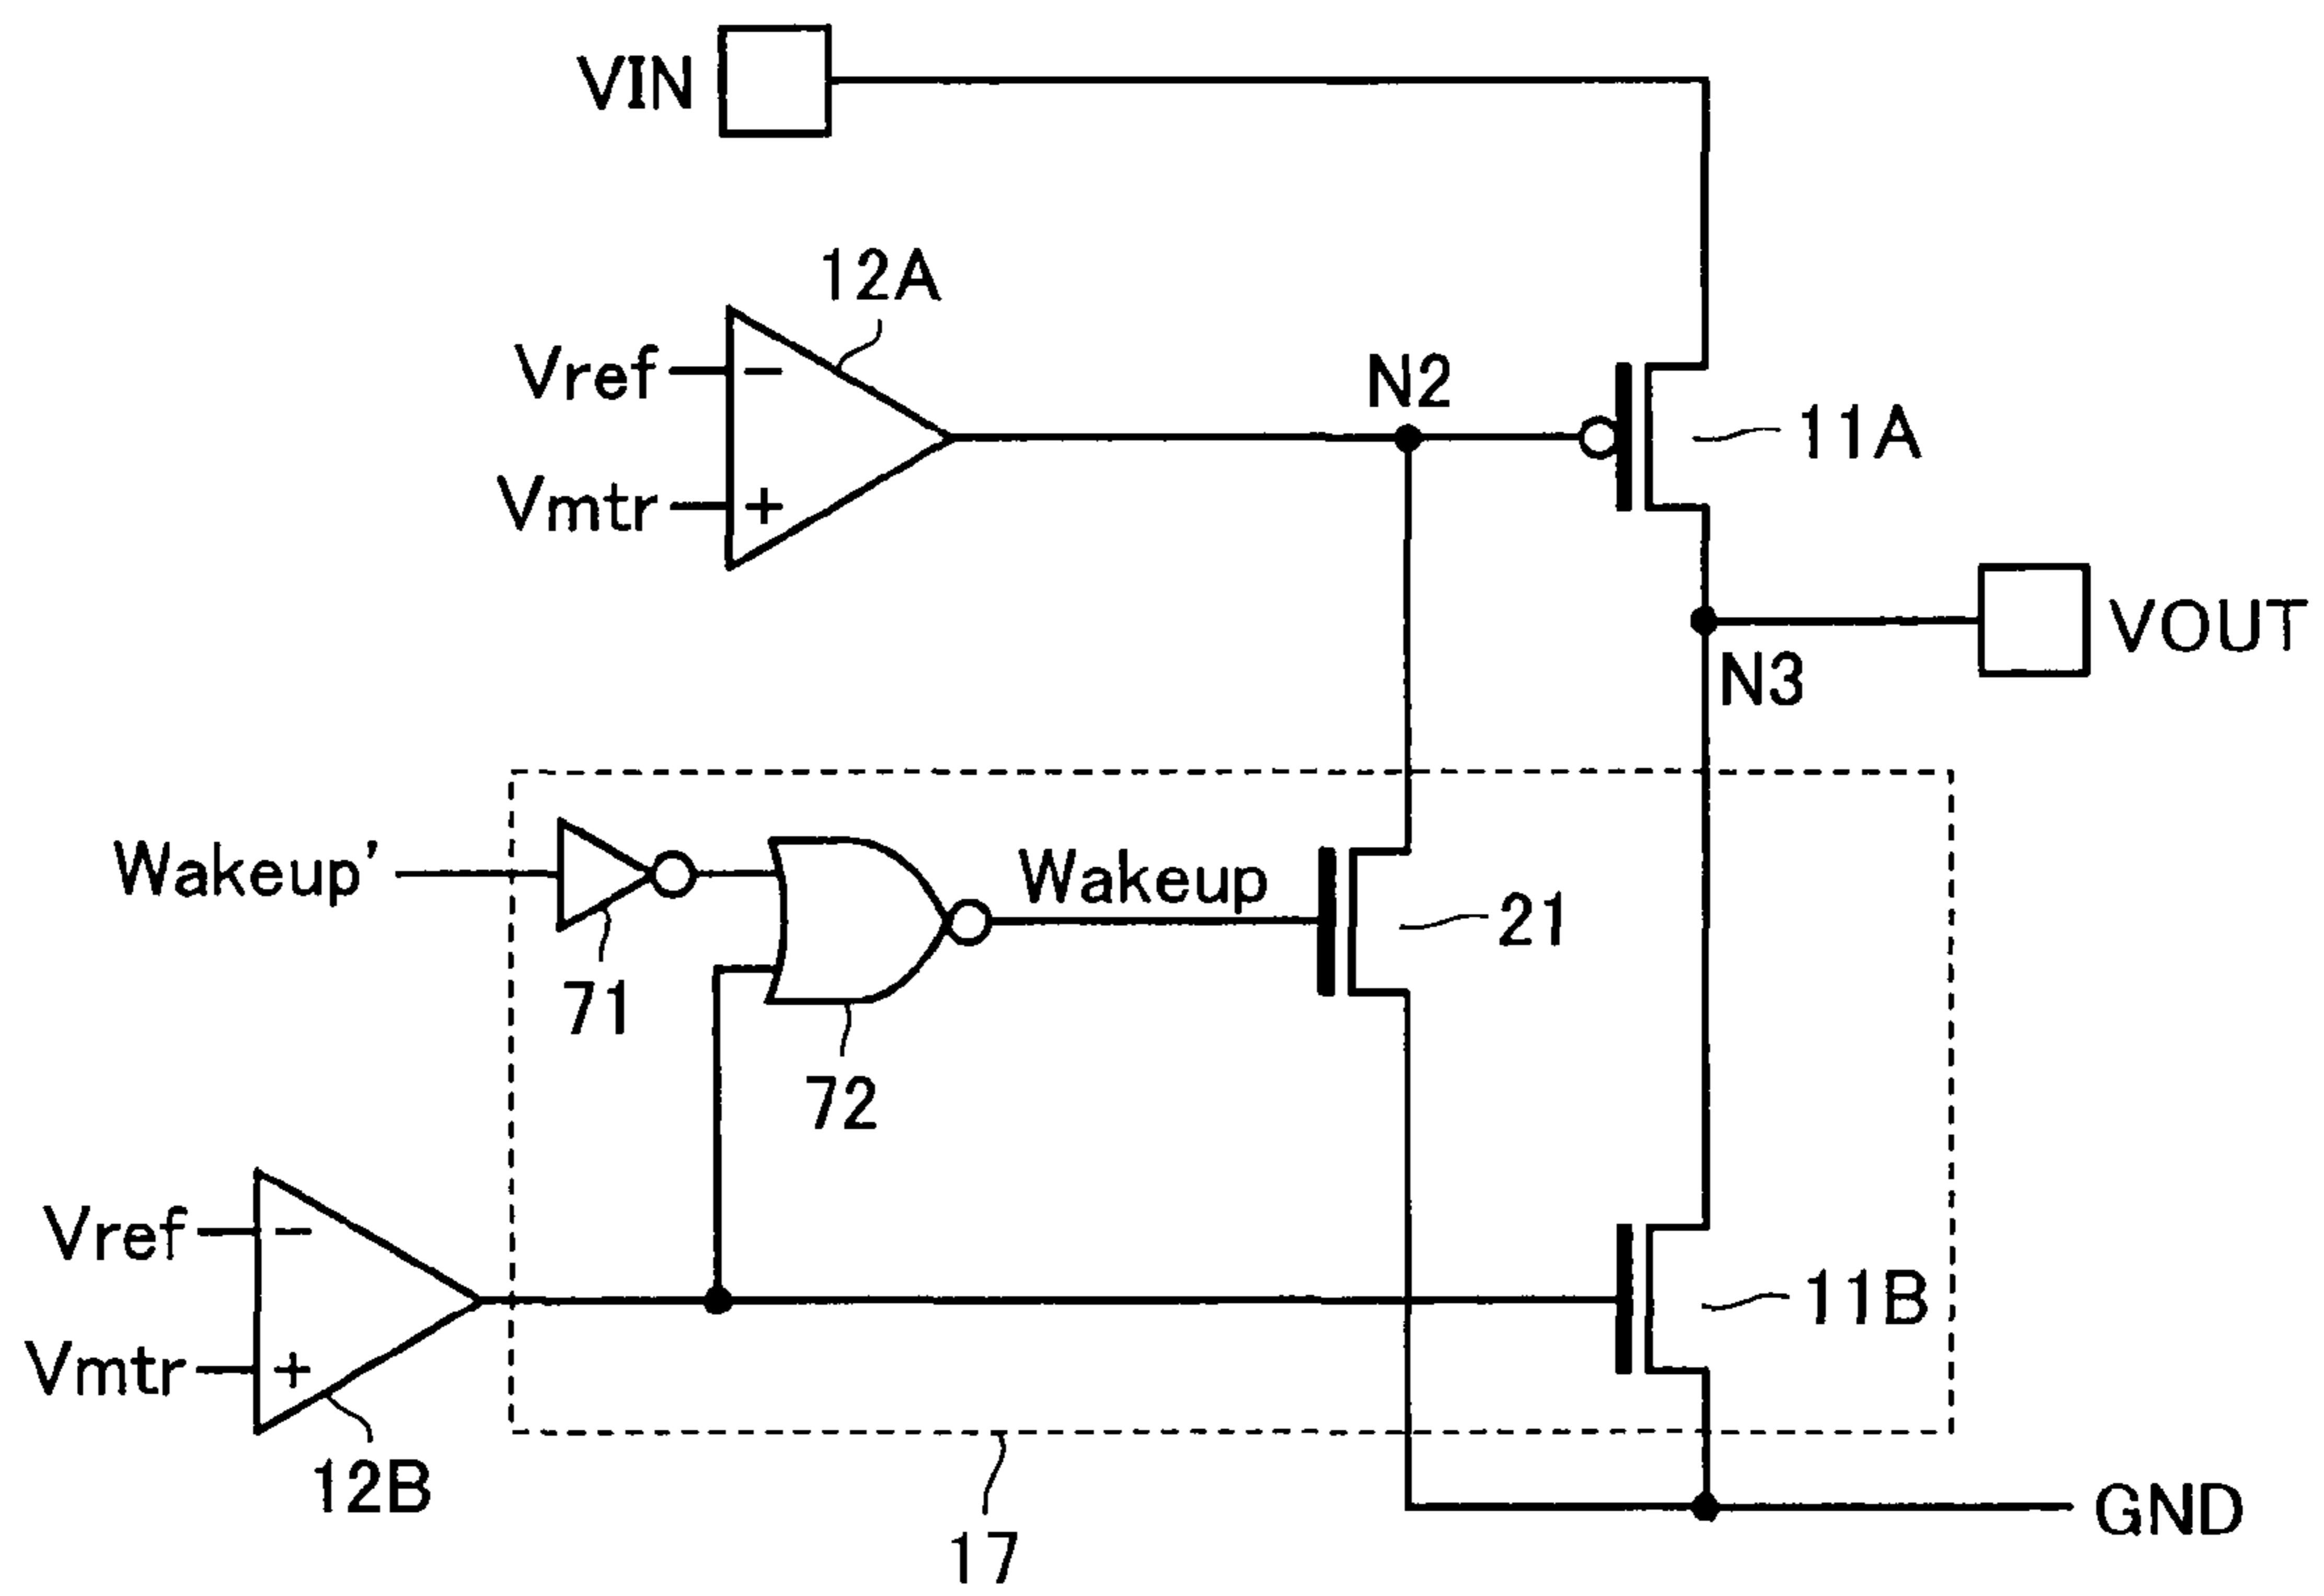 VIN
12A
Vref
−
N2
11A
Vmtr
+
VOUT
N3
Wakeup'
Wakeup
21
71
72
Vref
−
11B
Vmtr
+
12B
GND
17